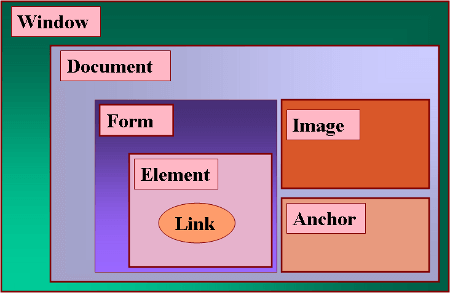 Window
Document
Form
Image
Element
Link
Anchor